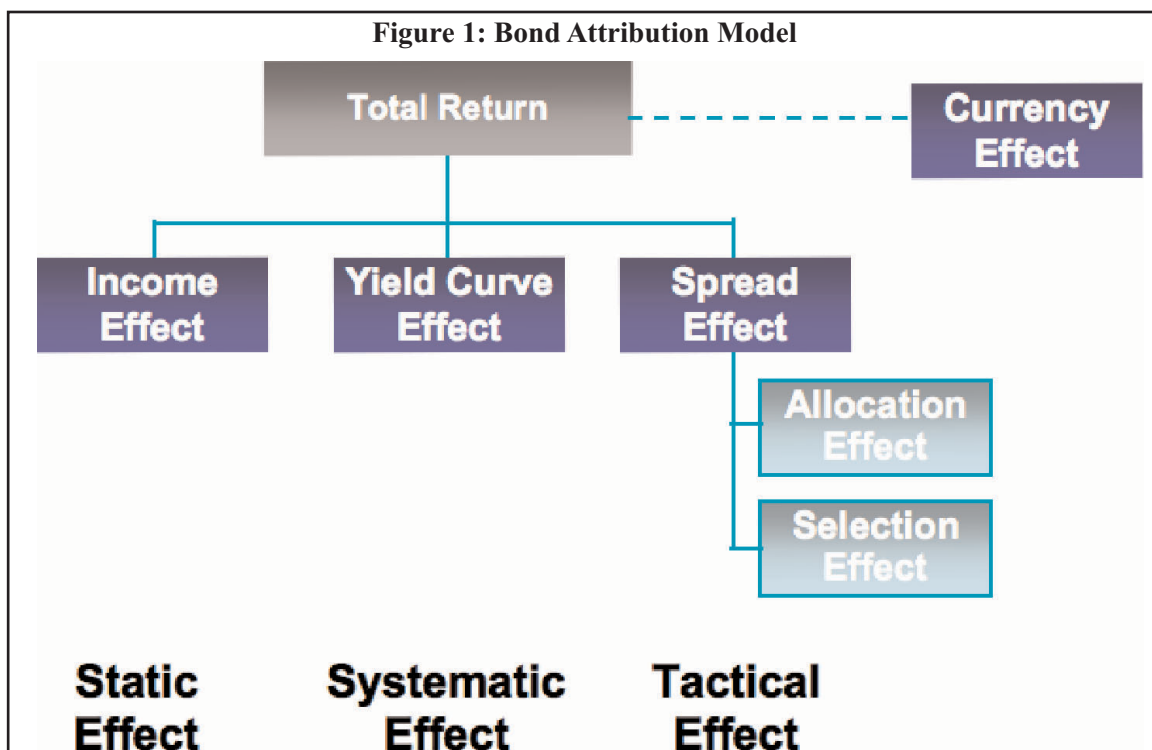 Figure 1: Bond Attribution Model
Total Return
Currency
Effect
Income
Effect
Yield Curve
Effect
Spread
Effect
Allocation
Effect
Selection
Effect
Static
Effect
Systematic
Effect
Tactical
Effect